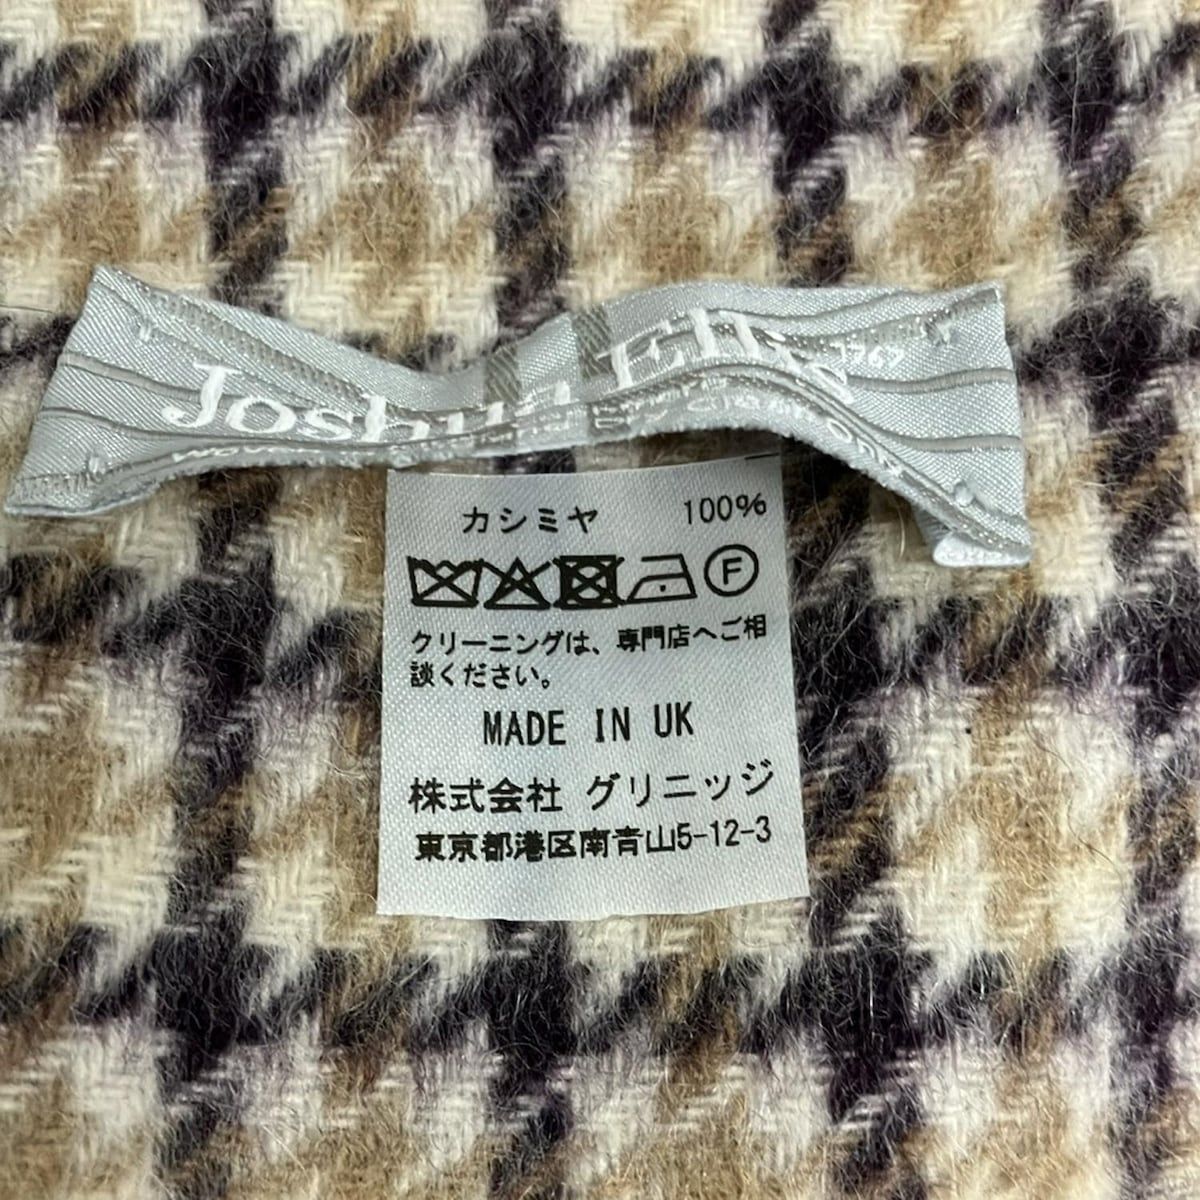 Joshua Ellis 1767
カシミヤ 100%
F
クリーニングは、専門店へご相
談ください。
MADE IN UK
株式会社 グリニッジ
東京都港区南青山5-12-3